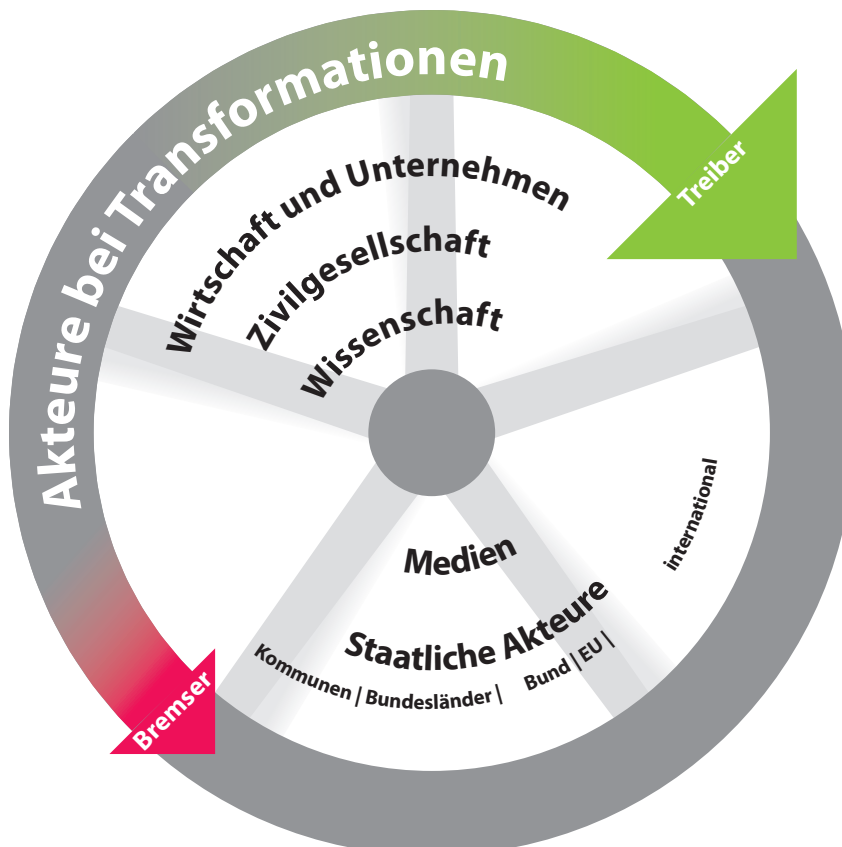 Akteure bei Transformationen
Treiber
Wirtschaft und Unternehmen
Zivilgesellschaft
Wissenschaft
international
Medien
Staatliche Akteure
Kommunen | Bundesländer | Bund | EU |
Bremser